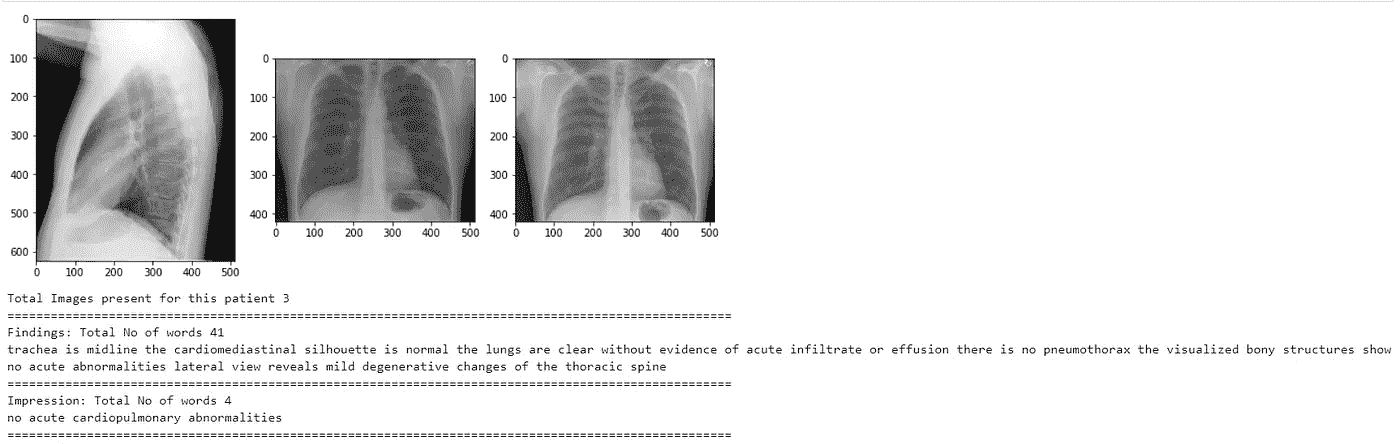 0
100
200
300
400
500
600
0 100 200 300 400 500
0
100
200
300
400
0 100 200 300 400 500
0
100
200
300
400
0 100 200 300 400 500
Total Images present for this patient 3
====================================================================================================
Findings: Total No of words 41
trachea is midline the cardiomediastinal silhouette is normal the lungs are clear without evidence of acute infiltrate or effusion there is no pneumothorax the visualized bony structures show
no acute abnormalities lateral view reveals mild degenerative changes of the thoracic spine
====================================================================================================
Impression: Total No of words 4
no acute cardiopulmonary abnormalities
====================================================================================================